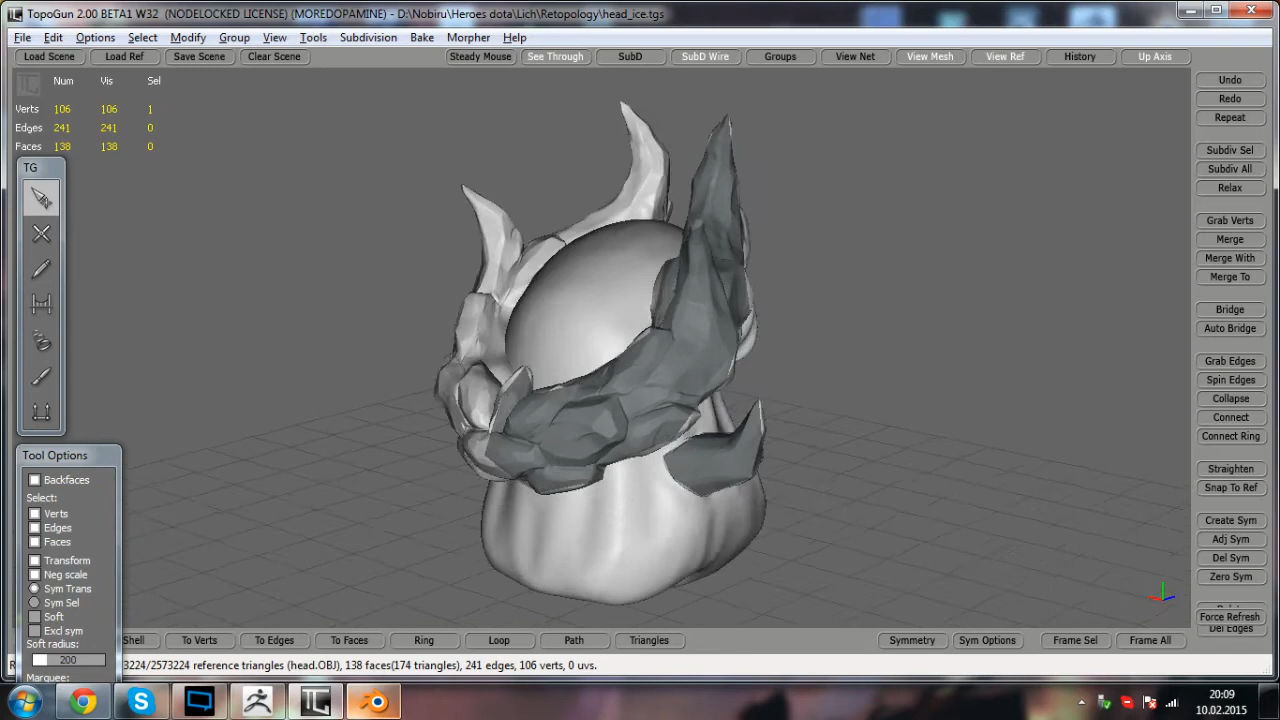 TopoGun 2.00 BETA1 W32 (NODELOCKED LICENSE) (MOREDOPAMINE) - D:\Nobiru\Heroes dota\Lich\Retopology\head_ice.tgs
File Edit Options Select Modify Group View Tools Subdivision Bake Morpher Help
Load Scene Load Ref Save Scene Clear Scene Steady Mouse See Through SubD SubD Wire Groups View Net View Mesh View Ref History Up Axis
Num Vis Sel
Verts 106 106 1
Edges 241 241 0
Faces 138 138 0
TG
Tool Options
Backfaces
Select:
Verts
Edges
Faces
Transform
Neg scale
Sym Trans
Sym Sel
Soft
Excl sym
Soft radius:
200
Marquee:
Undo
Redo
Repeat
Subdiv Sel
Subdiv All
Relax
Grab Verts
Merge
Merge With
Merge To
Bridge
Auto Bridge
Grab Edges
Spin Edges
Collapse
Connect
Connect Ring
Straighten
Snap To Ref
Create Sym
Adj Sym
Del Sym
Zero Sym
Force Refresh
Del Edges
Shell To Verts To Edges To Faces Ring Loop Path Triangles Symmetry Sym Options Frame Sel Frame All
3224/2573224 reference triangles (head.OBJ), 138 faces(174 triangles), 241 edges, 106 verts, 0 uvs.
20:09
10.02.2015